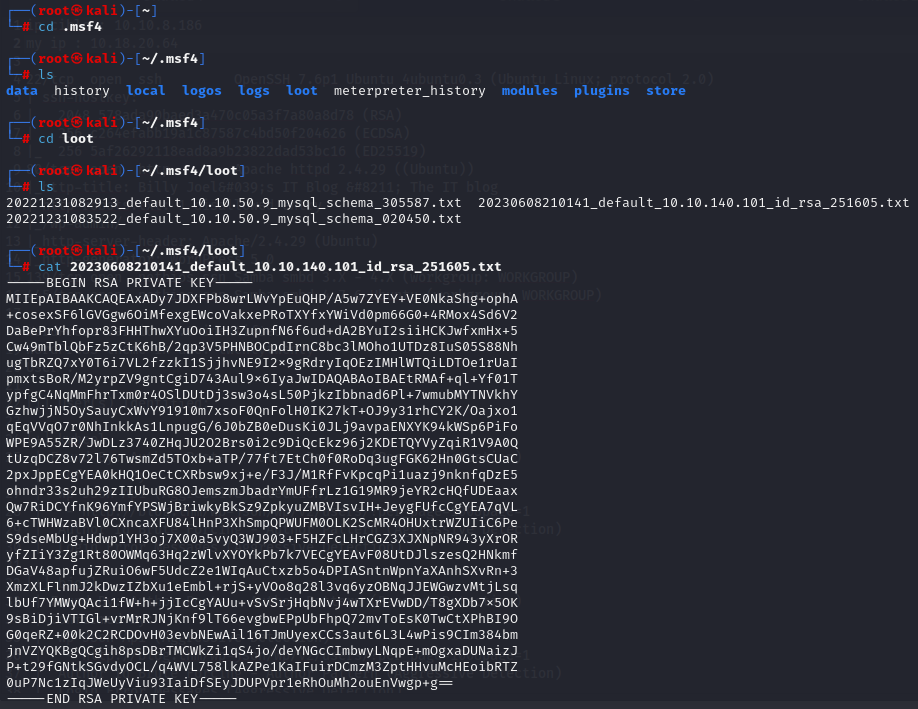 ┌──(root㉿kali)-[~]
└─# cd .msf4
┌──(root㉿kali)-[~/.msf4]
└─# ls
data history local logos logs loot meterpreter_history modules plugins store
┌──(root㉿kali)-[~/.msf4]
└─# cd loot
┌──(root㉿kali)-[~/.msf4/loot]
└─# ls
20221231082913_default_10.10.50.9_mysql_schema_305587.txt 20230608210141_default_10.10.140.101_id_rsa_251605.txt
20221231083522_default_10.10.50.9_mysql_schema_020450.txt
┌──(root㉿kali)-[~/.msf4/loot]
└─# cat 20230608210141_default_10.10.140.101_id_rsa_251605.txt
-----BEGIN RSA PRIVATE KEY-----
MIIEpAIBAAKCAQEAxADy7JDXFPb8wrLWvYpEuQHP/A5w7ZYEY+VE0NkaShg+ophA
+cosexSF6lGVGgw6OiMfexgEWcoVakxePRoTXYfxYWiVd0pm66G0+4RMox4Sd6V2
DaBePrYhfopr83FHHThwXYuOoiIH3ZupnfN6f6ud+dA2BYuI2siiHCKJwfxmHx+5
Cw49mTblQbFz5zCtK6hB/2qp3V5PHNBOCpdIrnC8bc3lMOho1UTDz8IuS05S88Nh
ugTbRZQ7xY0T6i7VL2fzzkI1SjjhvNE9I2x9gRdryIqOEzIMHlWTQiLDTOe1rUaI
pmxtsBoR/M2yrpZV9gntCgiD743Aul9x6IyaJwIDAQABAoIBAEtRMAf+ql+Yf01T
ypfgC4NqMmFhrTxm0r4OSlDUtDj3sw3o4sL50PjkzIbbnad6Pl+7wmubMYTNVkhY
GzhwjjN5OySauyCxWvY91910m7xsoF0QnFolH0IK27kT+OJ9y31rhCY2K/Oajxo1
qEqVVqO7r0NhInkkAs1LnpugG/6J0bZB0eDusKi0JLj9avpaENXYK94kWSp6PiFo
WPE9A55ZR/JwDLz3740ZHqJU2O2Brs0i2c9DiQcEkz96j2KDETQYVyZqiR1V9A0Q
tUzqDCZ8v72l76TwsmZd5TOxb+aTP/77ft7EtCh0f0RoDq3ugFGK62Hn0GtsCUaC
2pxJppECgYEA0kHQ1OeCtCXRbsw9xj+e/F3J/M1RfFvKpcqPi1uazj9nknfqDzE5
ohndr33s2uh29zIIUbuRG8OJemszmJbadrYmUFfrLz1G19MR9jeYR2cHQfUDEaax
Qw7RiDCYfnK96YmfYPSWjBriwkyBkSz9ZpkyuZMBVIsvIH+JeygFUfcCgYEA7qVL
6+cTWHWzaBVl0CXncaXFU84lHnP3XhSmpQPWUFM0OLK2ScMR4OHUxtrWZUIiC6Pe
S9dseMbUg+Hdwp1YH3oj7X00a5vyQ3WJ903+F5HZFcLHrCGZ3XJXNpNR943yXrOR
yfZIiY3Zg1Rt80OWMq63Hq2zWlvXYOYkPb7k7VECgYEAvF08UtDJlszesQ2HNkmf
DGaV48apfujZRuiO6wF5UdcZ2e1WIqAuCtxzb5o4DPIASntnWpnYaXAnhSXvRn+3
XmzXLFlnmJ2kDwzIZbXu1eEmbl+rjS+yVOo8q28l3vq6yzOBNqJJEWGwzvMtjLsq
lbUf7YMWyQAci1fW+h+jjIcCgYAUu+vSvSrjHqbNvj4wTXrEVwDD/T8gXDb7x5OK
9sBiDjiVTIGl+vrMrRJNjKnf9lT66evgbwEPpUbFhpQ72mvToEsK0TwCtXPhBI9O
G0qeRZ+00k2C2RCDOvH03evbNEwAil16TJmUyexCCs3aut6L3L4wPis9CIm384bm
jnVZYQKBgQCgih8psDBrTMCWkZi1qS4jo/deYNGcCImbwyLNqpE+mOgxaDUNaizJ
P+t29fGNtkSGvdyOCL/q4WVL758lkAZPe1KaIFuirDCmzM3ZptHHvuMcHEoibRTZ
0uP7Nc1zIqJWeUyViu93IaiDfSEyJDUPVpr1eRhOuMh2ouEnVwgp+g==
-----END RSA PRIVATE KEY-----